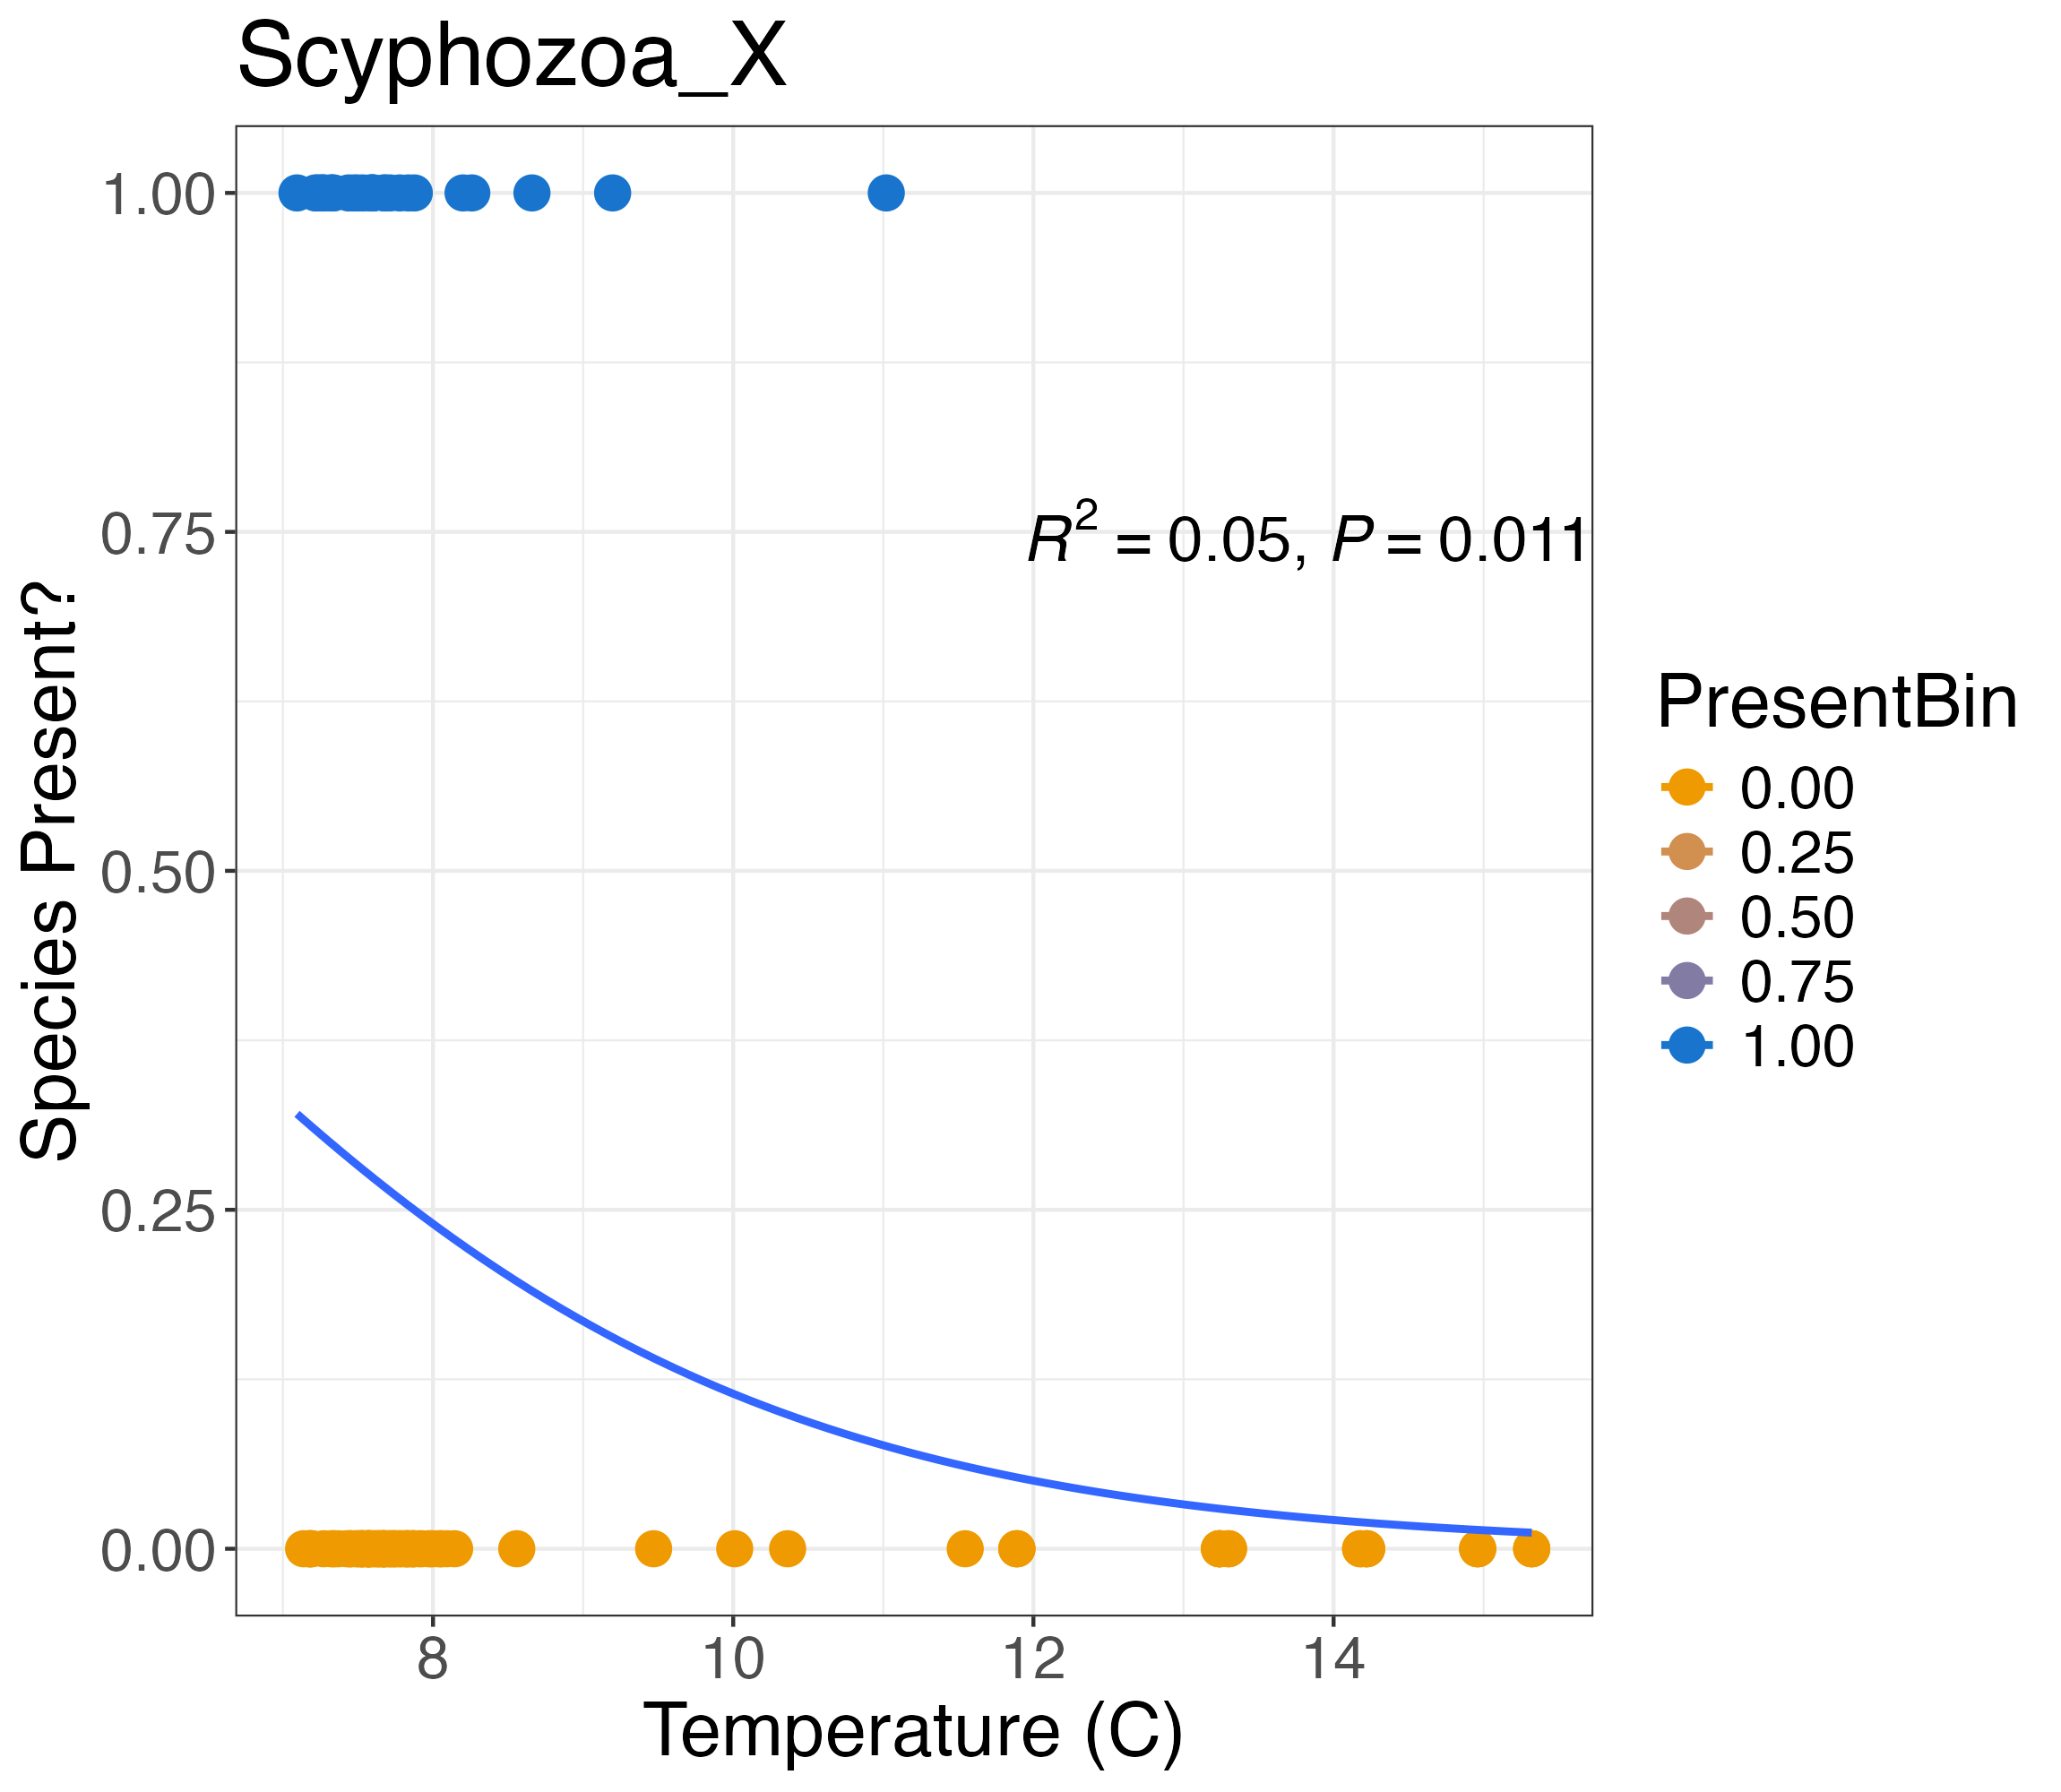 Scyphozoa_X
1.00
0.75
0.50
0.25
0.00
Species Present?
R² = 0.05, P = 0.011
8 10 12 14
Temperature (C)
PresentBin
0.00
0.25
0.50
0.75
1.00